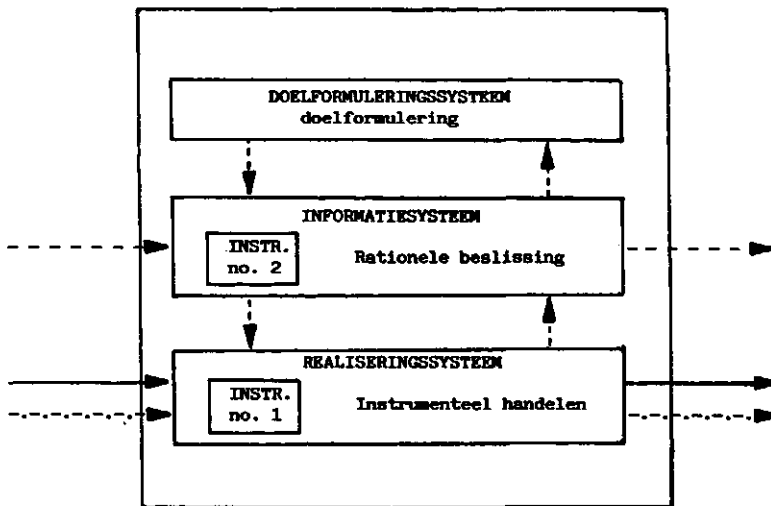 DOELFORMULERINGSSYSTEEM
doelformulering
INFORMATIESYSTEEM
INSTR.
no. 2
Rationele beslissing
REALISERINGSSYSTEEM
INSTR.
no. 1
Instrumenteel handelen